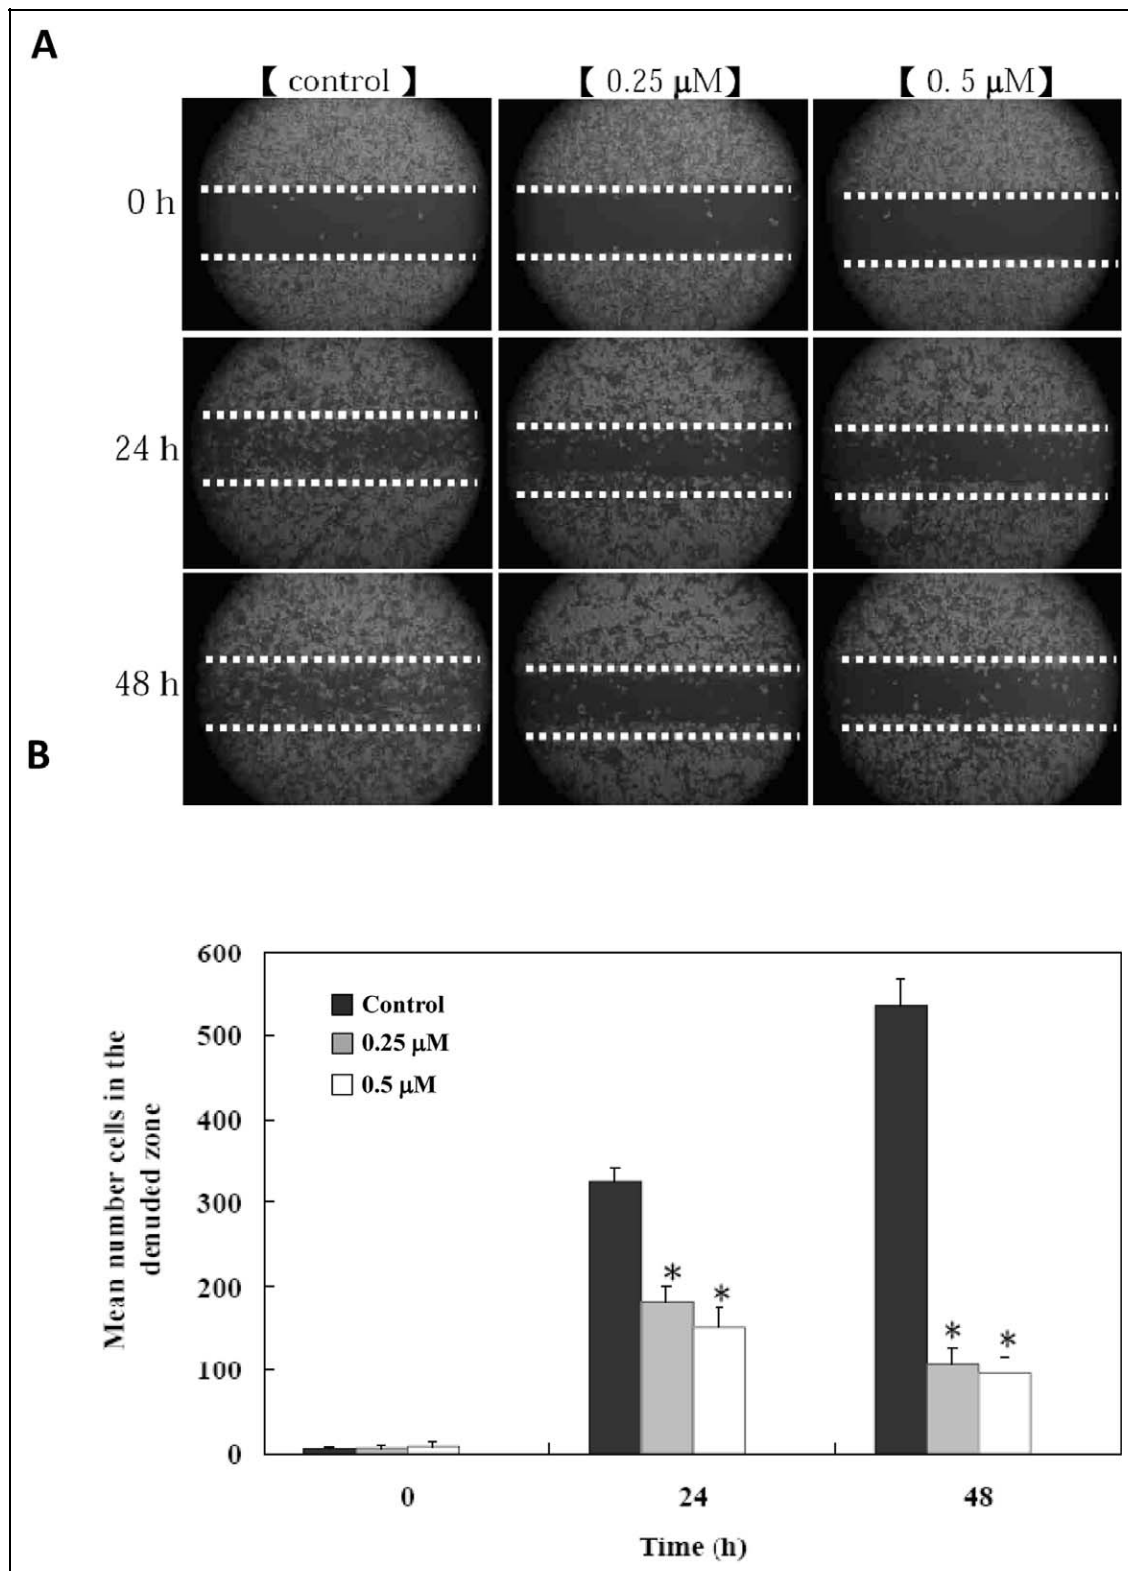 A
【 control 】
【 0.25 μM】
【 0. 5 μM】
0 h
24 h
48 h
B
600
500
400
300
200
100
0
Mean number cells in the
denuded zone
Control
0.25 μM
0.5 μM
*
*
*
*
0
24
48
Time (h)